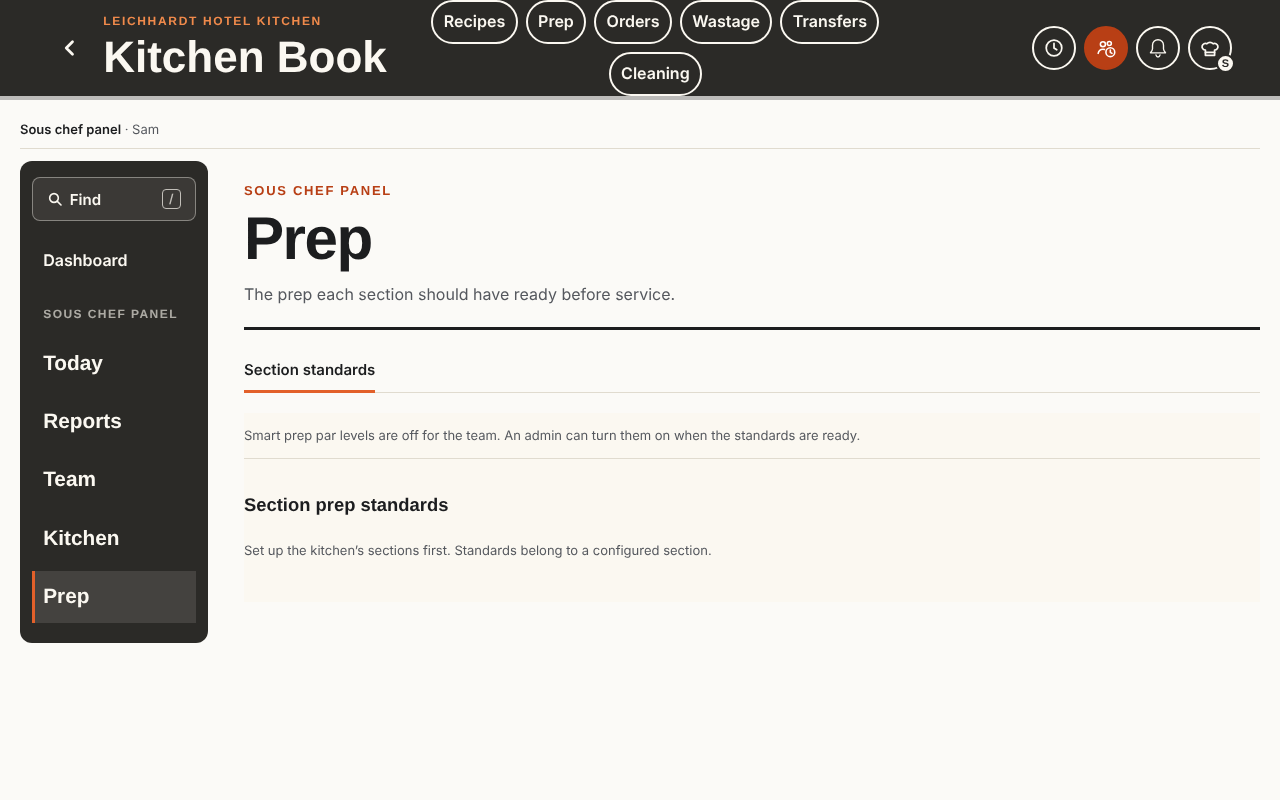 LEICHHARDT HOTEL KITCHEN
Kitchen Book
Recipes
Prep
Orders
Wastage
Transfers
Cleaning
S
Sous chef panel · Sam
Find
/
Dashboard
SOUS CHEF PANEL
Today
Reports
Team
Kitchen
Prep
SOUS CHEF PANEL
Prep
The prep each section should have ready before service.
Section standards
Smart prep par levels are off for the team. An admin can turn them on when the standards are ready.
Section prep standards
Set up the kitchen’s sections first. Standards belong to a configured section.